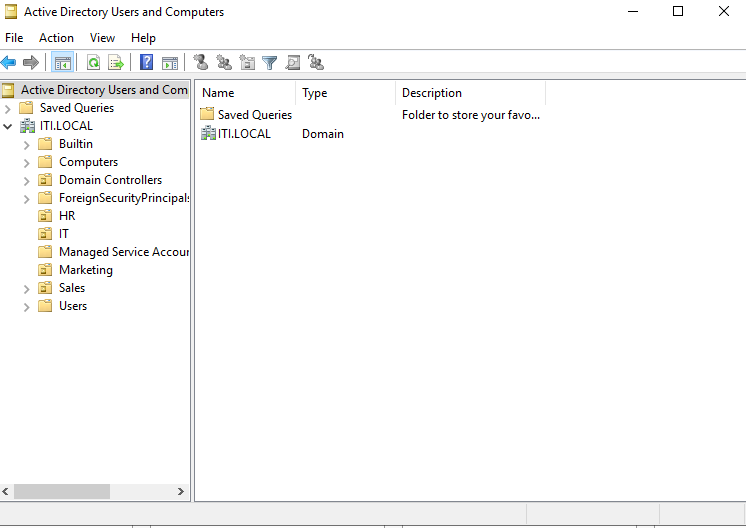 Active Directory Users and Computers
File Action View Help
Active Directory Users and Com
Saved Queries
ITI.LOCAL
Builtin
Computers
Domain Controllers
ForeignSecurityPrincipals
HR
IT
Managed Service Accour
Marketing
Sales
Users
Name Type Description
Saved Queries Folder to store your favo...
ITI.LOCAL Domain